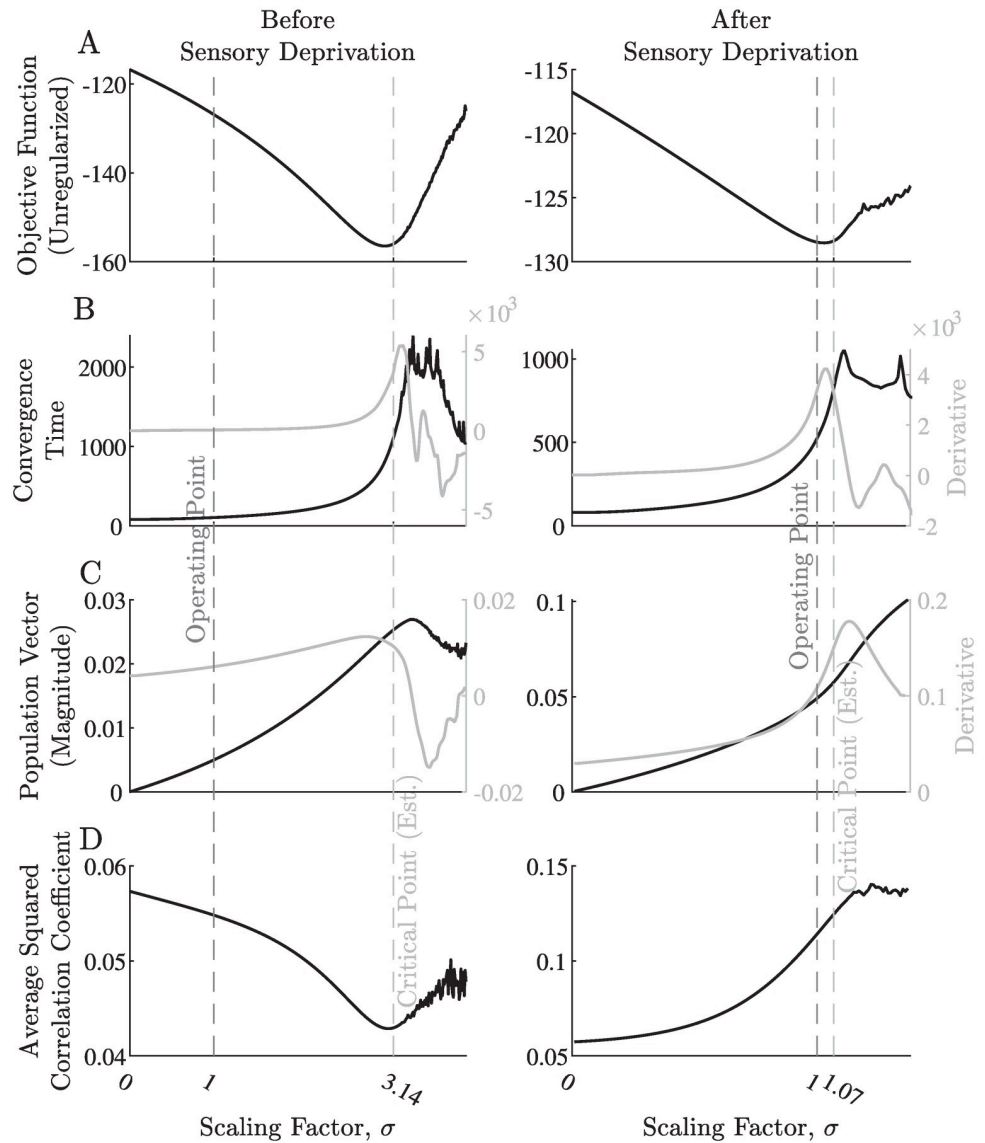 Before
Sensory Deprivation
After
Sensory Deprivation
A
Objective Function
(Unregularized)
-120
-140
-160
-115
-120
-125
-130
B
Convergence
Time
2000
1000
0
×10³
5
0
-5
1000
500
0
×10³
4
2
0
-2
Derivative
Operating Point
Operating Point
C
Population Vector
(Magnitude)
0.03
0.02
0.01
0
0.02
0
-0.02
0.1
0.05
0
0.2
0.1
0
Derivative
Critical Point (Est.)
Critical Point (Est.)
D
Average Squared
Correlation Coefficient
0.06
0.05
0.04
0.15
0.1
0.05
0 1 3.14
0 1 1.07
Scaling Factor, σ
Scaling Factor, σ